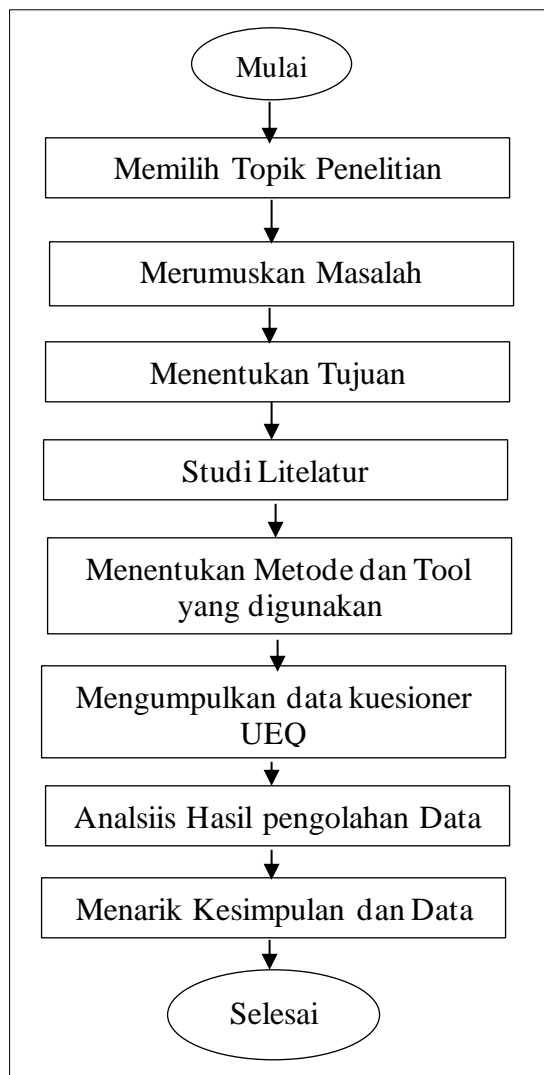 Mulai
Memilih Topik Penelitian
Merumuskan Masalah
Menentukan Tujuan
Studi Litelatur
Menentukan Metode dan Tool
yang digunakan
Mengumpulkan data kuesioner
UEQ
Analsiis Hasil pengolahan Data
Menarik Kesimpulan dan Data
Selesai